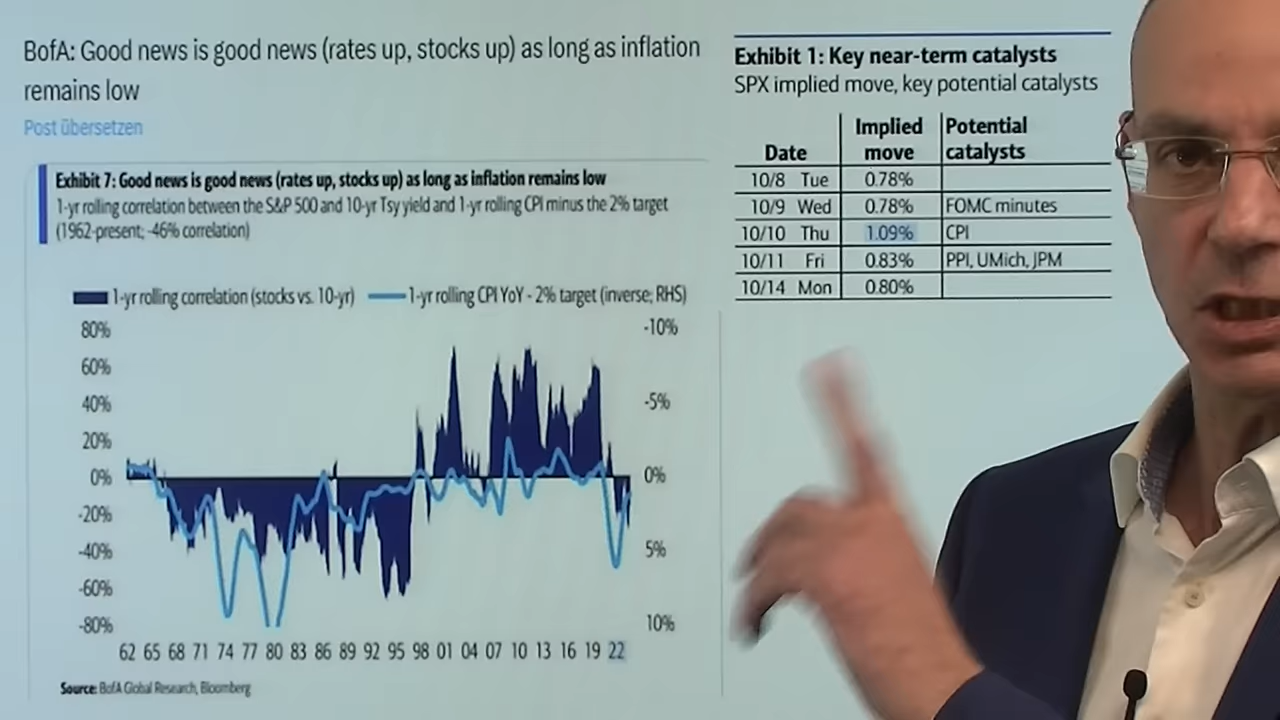 BofA: Good news is good news (rates up, stocks up) as long as inflation
remains low
Post übersetzen
Exhibit 7: Good news is good news (rates up, stocks up) as long as inflation remains low
1-yr rolling correlation between the S&P 500 and 10-yr Tsy yield and 1-yr rolling CPI minus the 2% target
(1962-present; -46% correlation)
1-yr rolling correlation (stocks vs. 10-yr) 1-yr rolling CPI YoY - 2% target (inverse; RHS)
80% -10%
60%
40% -5%
20%
0% 0%
-20%
-40% 5%
-60%
-80% 10%
62 65 68 71 74 77 80 83 86 89 92 95 98 01 04 07 10 13 16 19 22
Source: BofA Global Research, Bloomberg
Exhibit 1: Key near-term catalysts
SPX implied move, key potential catalysts
Implied Potential
Date move catalysts
10/8 Tue 0.78%
10/9 Wed 0.78% FOMC minutes
10/10 Thu 1.09% CPI
10/11 Fri 0.83% PPI, UMich, JPM
10/14 Mon 0.80%